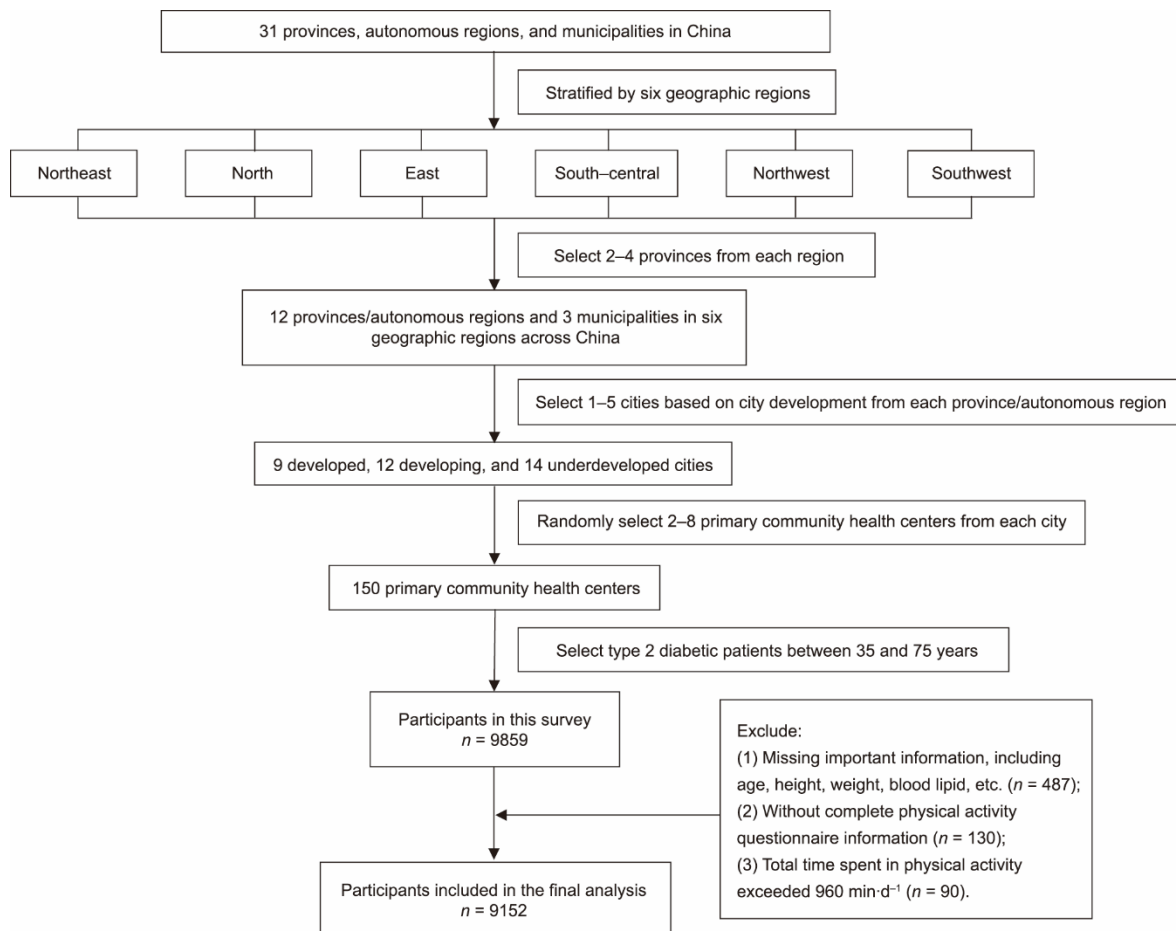 31 provinces, autonomous regions, and municipalities in China
Stratified by six geographic regions
Northeast
North
East
South–central
Northwest
Southwest
Select 2–4 provinces from each region
12 provinces/autonomous regions and 3 municipalities in six
geographic regions across China
Select 1–5 cities based on city development from each province/autonomous region
9 developed, 12 developing, and 14 underdeveloped cities
Randomly select 2–8 primary community health centers from each city
150 primary community health centers
Select type 2 diabetic patients between 35 and 75 years
Participants in this survey
n = 9859
Exclude:
(1) Missing important information, including
age, height, weight, blood lipid, etc. (n = 487);
(2) Without complete physical activity
questionnaire information (n = 130);
(3) Total time spent in physical activity
exceeded 960 min·d⁻¹ (n = 90).
Participants included in the final analysis
n = 9152